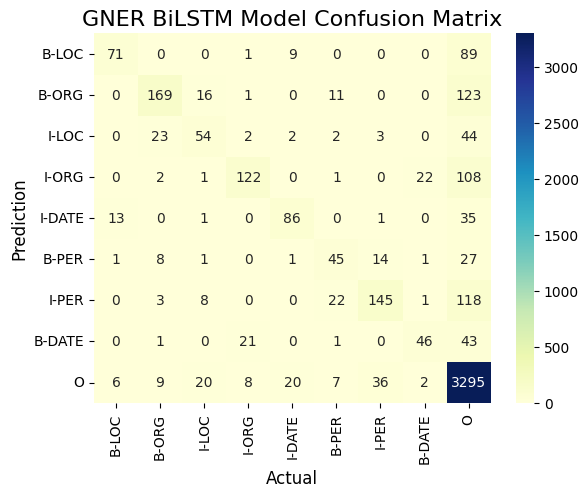 GNER BiLSTM Model Confusion Matrix
Prediction
B-LOC 71 0 0 1 9 0 0 0 89
B-ORG 0 169 16 1 0 11 0 0 123
I-LOC 0 23 54 2 2 2 3 0 44
I-ORG 0 2 1 122 0 1 0 22 108
I-DATE 13 0 1 0 86 0 1 0 35
B-PER 1 8 1 0 1 45 14 1 27
I-PER 0 3 8 0 0 22 145 1 118
B-DATE 0 1 0 21 0 1 0 46 43
O 6 9 20 8 20 7 36 2 3295
B-LOC B-ORG I-LOC I-ORG I-DATE B-PER I-PER B-DATE O
Actual
3000
2500
2000
1500
1000
500
0